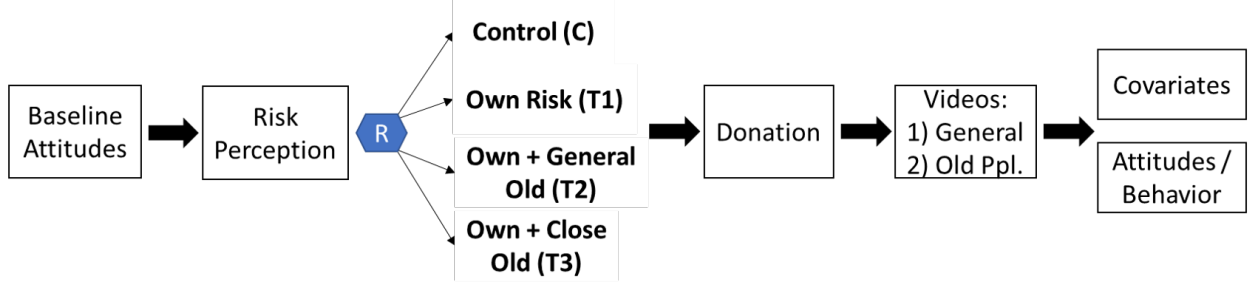 Baseline
Attitudes
Risk
Perception
R
Control (C)
Own Risk (T1)
Own + General
Old (T2)
Own + Close
Old (T3)
Donation
Videos:
1) General
2) Old Ppl.
Covariates
Attitudes /
Behavior